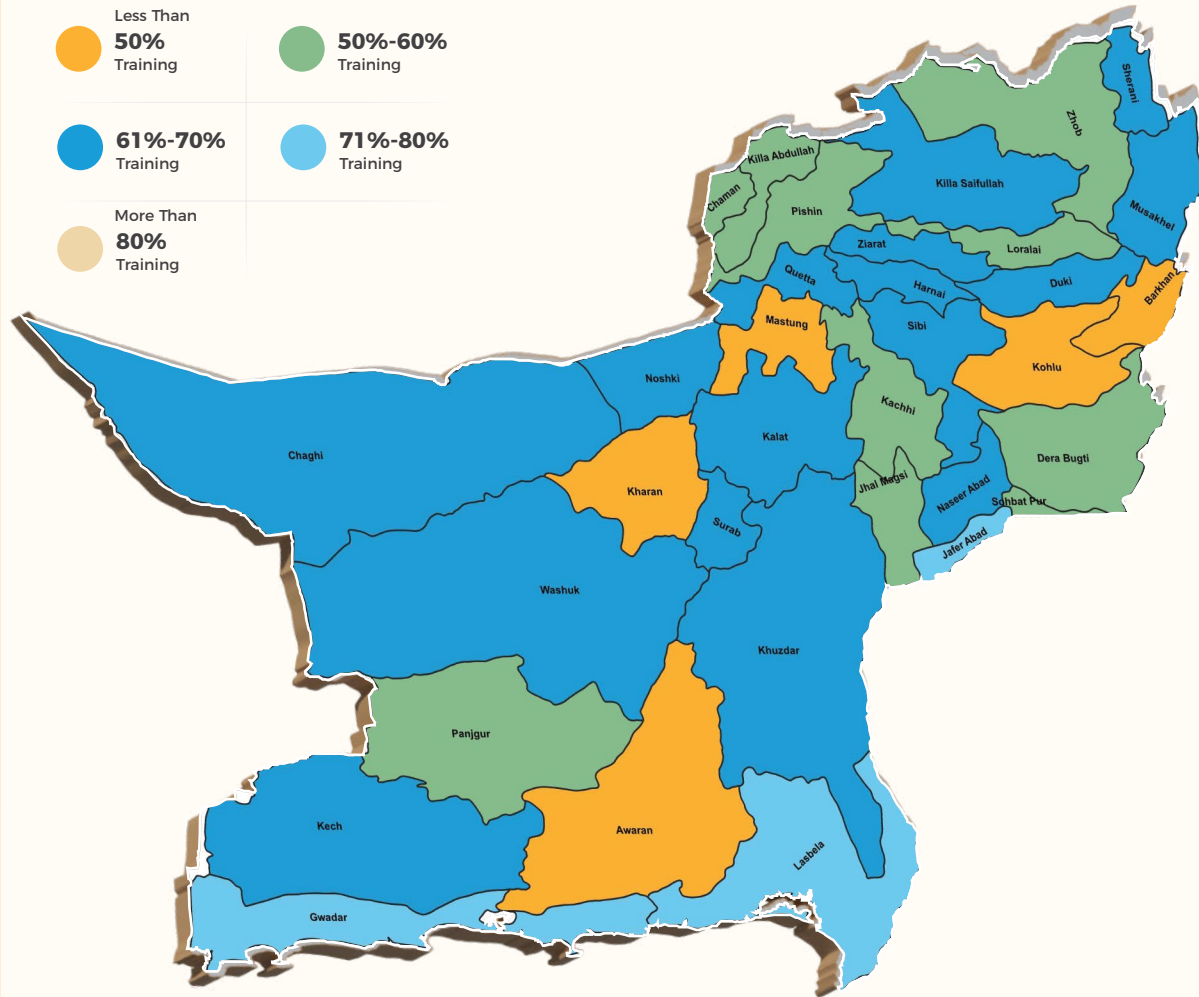 Less Than
50%
Training
50%-60%
Training
61%-70%
Training
71%-80%
Training
More Than
80%
Training
Sherani
Zhob
Killa Abdullah
Killa Saifullah
Chaman
Pishin
Musakhel
Ziarat
Loralai
Quetta
Harnai
Duki
Barkhan
Mastung
Sibi
Kohlu
Noshki
Kachhi
Kalat
Chaghi
Dera Bugti
Jhal Magsi
Kharan
Naseer Abad
Sohbat Pur
Surab
Jafer Abad
Washuk
Khuzdar
Panjgur
Kech
Awaran
Lasbela
Gwadar